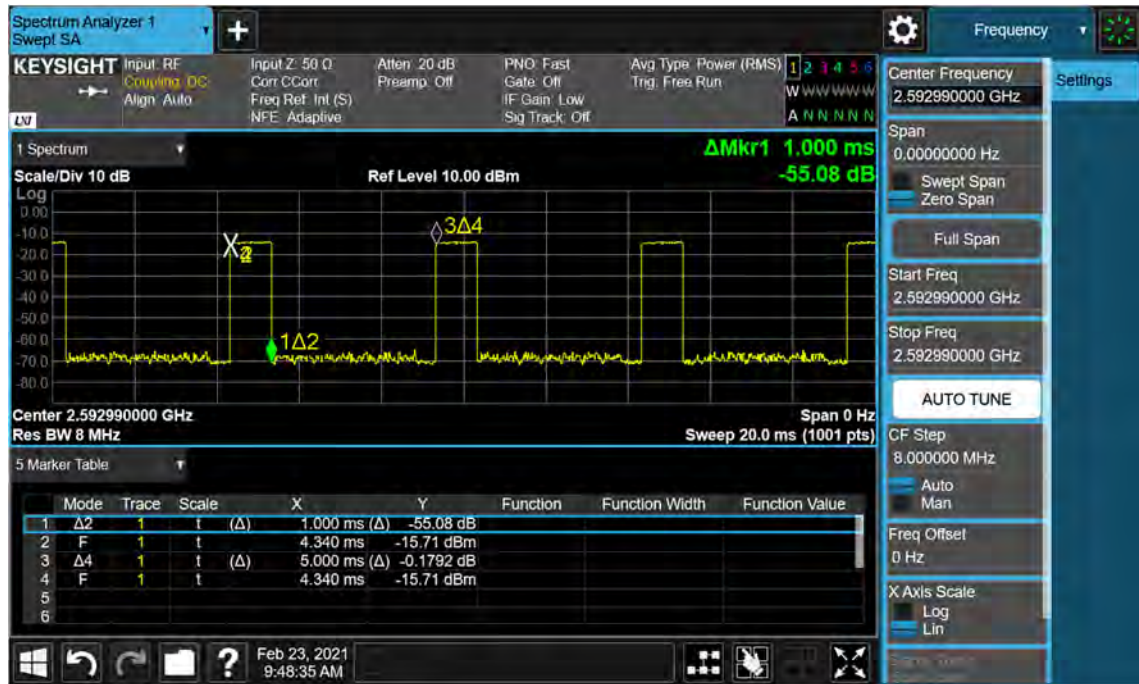 Spectrum Analyzer 1
Swept SA
+
Frequency
KEYSIGHT
Input: RF
Coupling: DC
Align: Auto
Input Z: 50 Ω
Corr CCorr
Freq Ref: Int (S)
NFE: Adaptive
Atten: 20 dB
Preamp: Off
PNO: Fast
Gate: Off
IF Gain: Low
Sig Track: Off
Avg Type: Power (RMS)
Trig: Free Run
1 2 3 4 5 6
W W W W W W
A N N N N N
LXI
Center Frequency
2.592990000 GHz
Settings
Span
0.00000000 Hz
Swept Span
Zero Span
Full Span
Start Freq
2.592990000 GHz
Stop Freq
2.592990000 GHz
AUTO TUNE
CF Step
8.000000 MHz
Auto
Man
Freq Offset
0 Hz
X Axis Scale
Log
Lin
1 Spectrum
ΔMkr1 1.000 ms
-55.08 dB
Scale/Div 10 dB
Ref Level 10.00 dBm
Log
0.00
-10.0
-20.0
-30.0
-40.0
-50.0
-60.0
-70.0
-80.0
3Δ4
1Δ2
Center 2.592990000 GHz
Span 0 Hz
Res BW 8 MHz
Sweep 20.0 ms (1001 pts)
5 Marker Table
Mode Trace Scale X Y Function Function Width Function Value
1 Δ2 1 t (Δ) 1.000 ms (Δ) -55.08 dB
2 F 1 t 4.340 ms -15.71 dBm
3 Δ4 1 t (Δ) 5.000 ms (Δ) -0.1792 dB
4 F 1 t 4.340 ms -15.71 dBm
5
6
?
Feb 23, 2021
9:48:35 AM